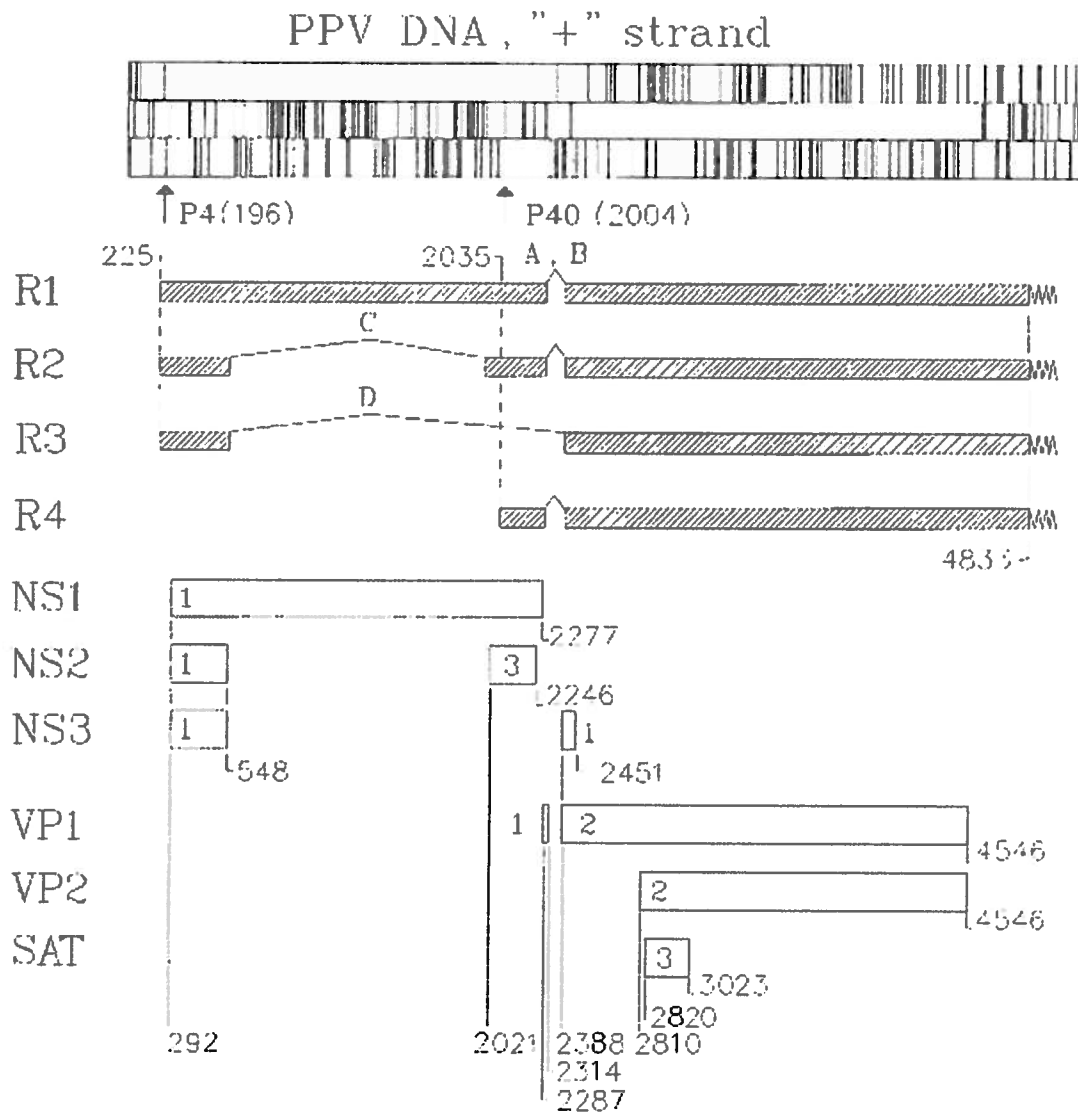 PPV DNA, "+" strand
P4(196) P40 (2004)
225 2035 A, B
R1
C
R2
D
R3
R4
NS1 1
2277
NS2 1 3
2246
NS3 1 1
548 2451
VP1 1 2
4546
VP2 2
4546
SAT 3
3023
2820
292 2021 2388 2810
2314
2287